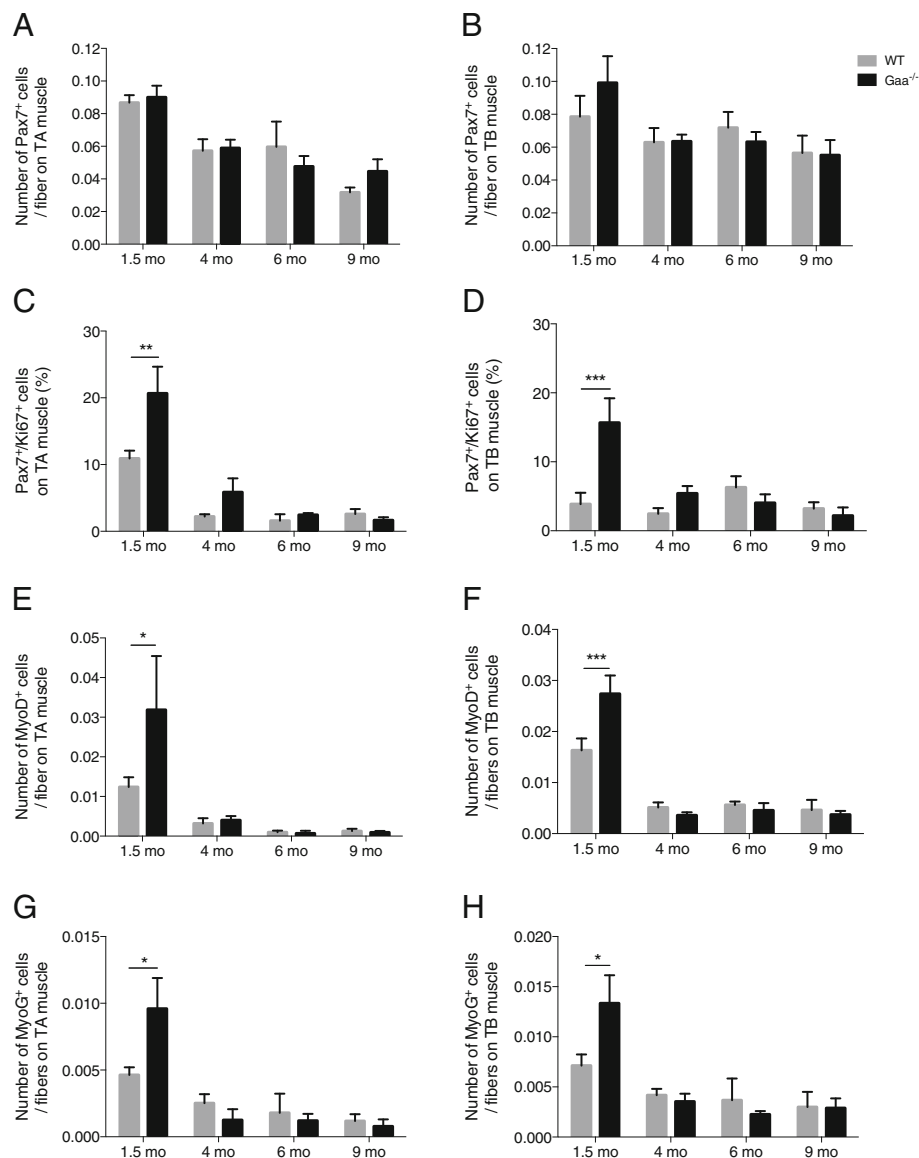 A
Number of Pax7⁺ cells
/ fiber on TA muscle
0.12
0.10
0.08
0.06
0.04
0.02
0.00
1.5 mo 4 mo 6 mo 9 mo
B
Number of Pax7⁺ cells
/ fiber on TB muscle
0.12
0.10
0.08
0.06
0.04
0.02
0.00
1.5 mo 4 mo 6 mo 9 mo
WT
Gaa⁻/⁻
C
Pax7⁺/Ki67⁺ cells
on TA muscle (%)
30
20
10
0
**
1.5 mo 4 mo 6 mo 9 mo
D
Pax7⁺/Ki67⁺ cells
on TB muscle (%)
30
20
10
0
***
1.5 mo 4 mo 6 mo 9 mo
E
Number of MyoD⁺ cells
/ fiber on TA muscle
0.05
0.04
0.03
0.02
0.01
0.00
*
1.5 mo 4 mo 6 mo 9 mo
F
Number of MyoD⁺ cells
/ fibers on TB muscle
0.04
0.03
0.02
0.01
0.00
***
1.5 mo 4 mo 6 mo 9 mo
G
Number of MyoG⁺ cells
/ fibers on TA muscle
0.015
0.010
0.005
0.000
*
1.5 mo 4 mo 6 mo 9 mo
H
Number of MyoG⁺ cells
/ fibers on TB muscle
0.020
0.015
0.010
0.005
0.000
*
1.5 mo 4 mo 6 mo 9 mo